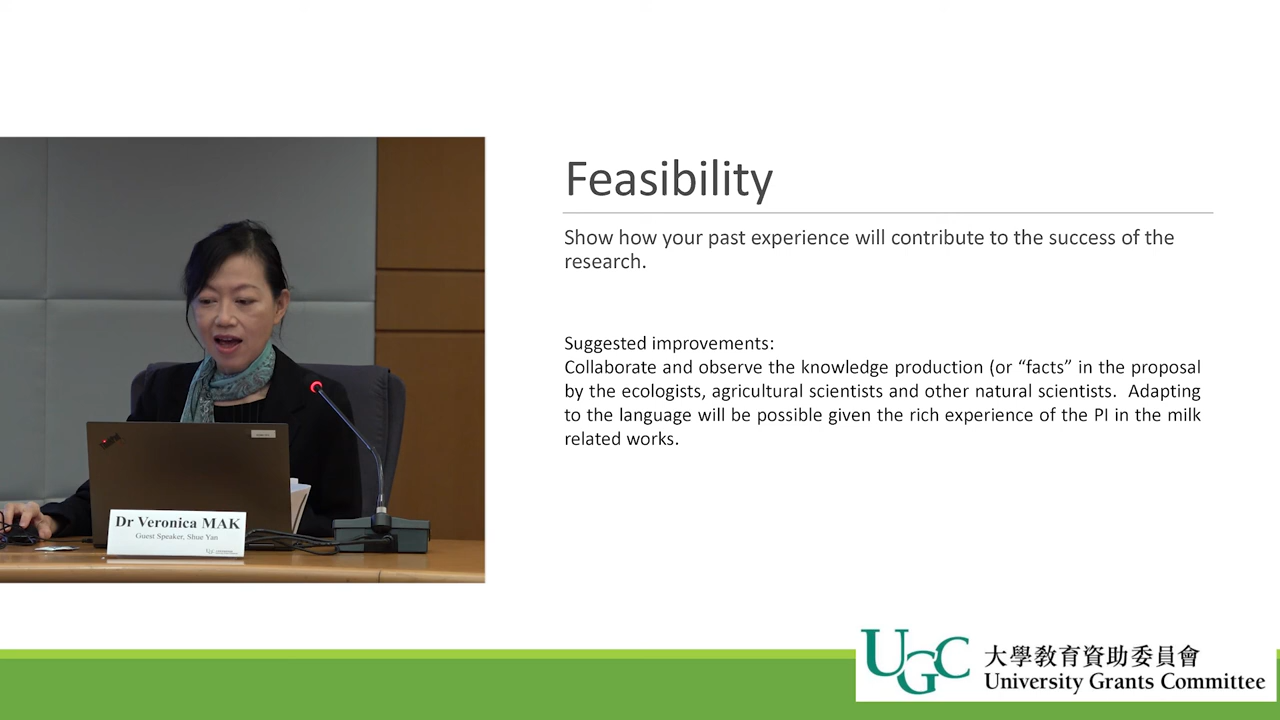 Feasibility
Show how your past experience will contribute to the success of the
research.
Suggested improvements:
Collaborate and observe the knowledge production (or “facts” in the proposal
by the ecologists, agricultural scientists and other natural scientists. Adapting
to the language will be possible given the rich experience of the PI in the milk
related works.
Dr Veronica MAK
Guest Speaker, Shue Yan
UGC
UGC
大學教育資助委員會
University Grants Committee